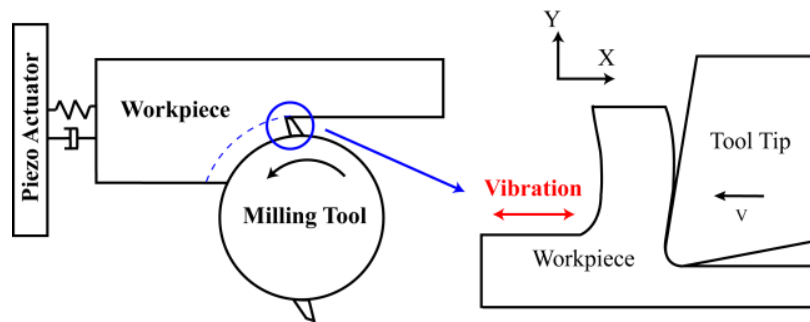 Piezo Actuator
Workpiece
Milling Tool
Y
X
Tool Tip
Vibration
V
Workpiece